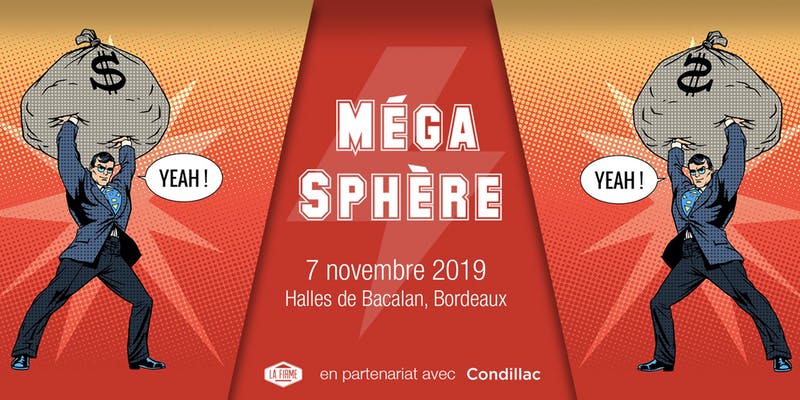 $
YEAH !
MÉGA
SPHÈRE
7 novembre 2019
Halles de Bacalan, Bordeaux
LA FIRME en partenariat avec Condillac
$
YEAH !